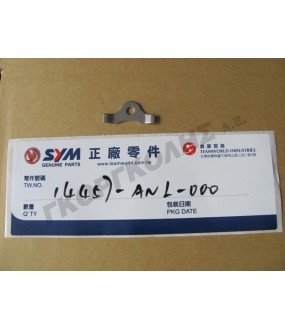 SYM
GENUINE PARTS
正廠零件
www.teamworld.com.tw
TEAMWORLD INDUSTRIES
零件號碼
TW.NO.
14457-ANL-000
數量
Q'TY
包裝日期
PKG DATE
ΓΚΟΡΓΚΟΛΗΣ Α.Ε.